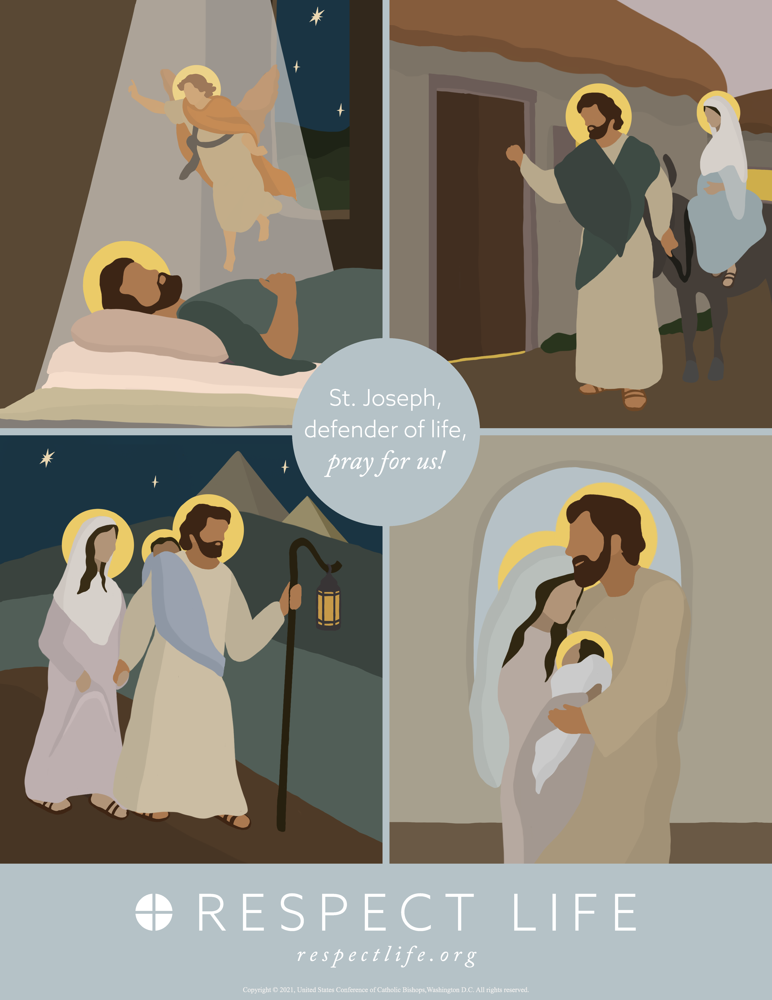 St. Joseph,
defender of life,
pray for us!
RESPECT LIFE
respectlife.org
Copyright © 2021, United States Conference of Catholic Bishops,Washington D.C. All rights reserved.